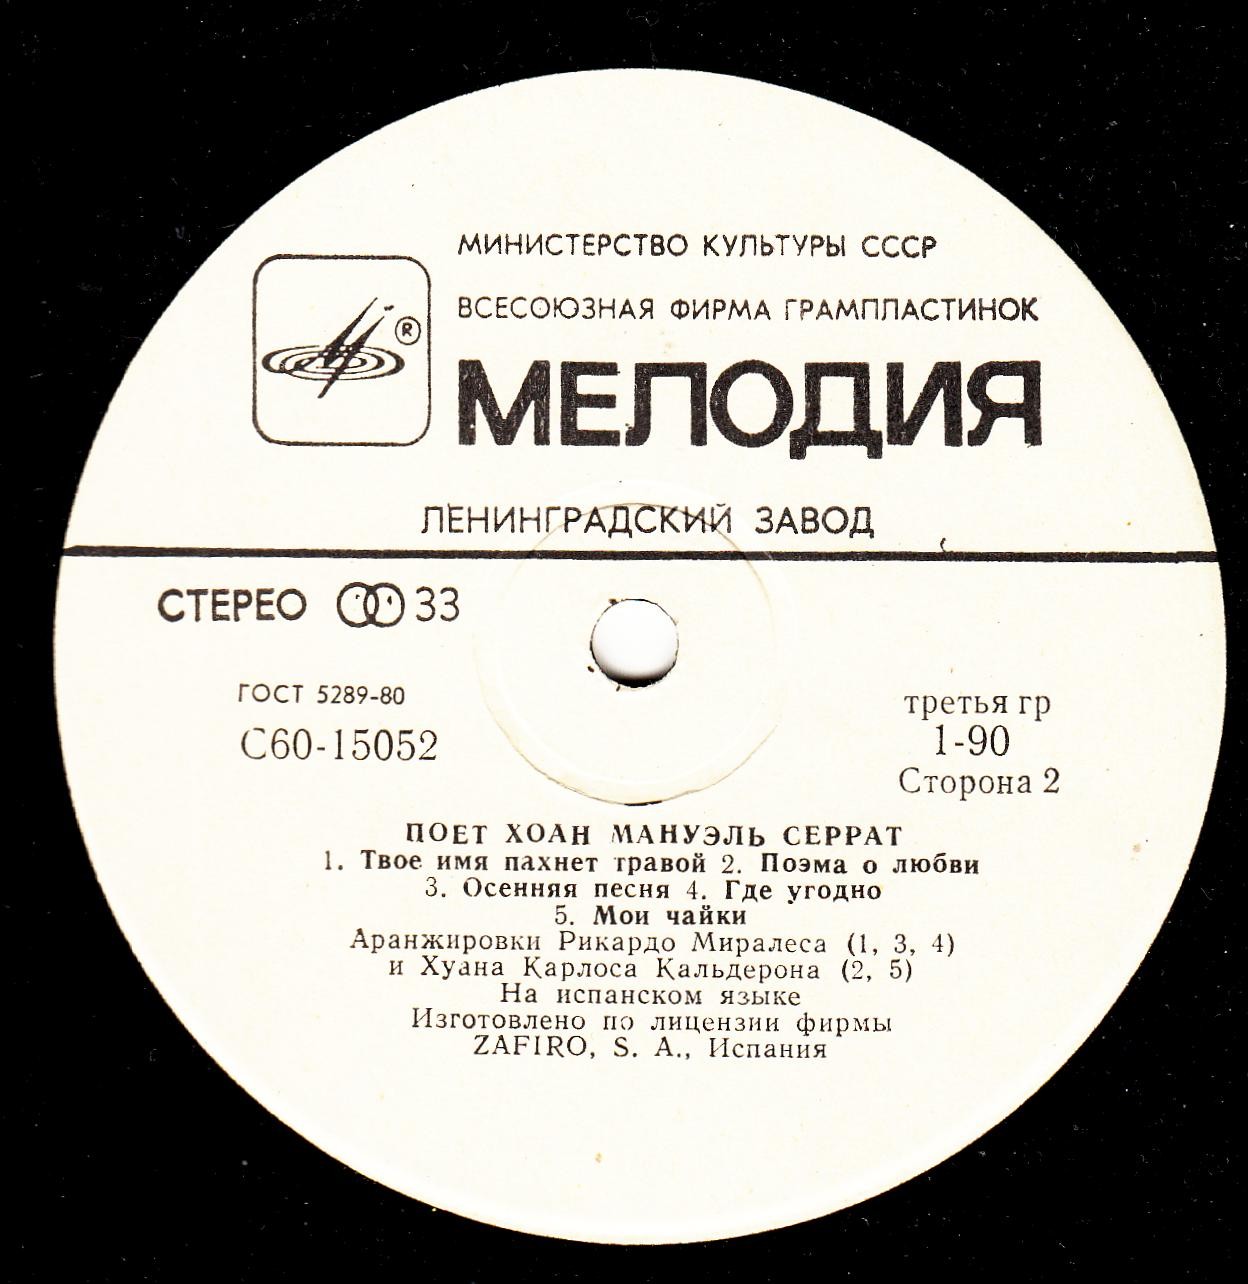 МИНИСТЕРСТВО КУЛЬТУРЫ СССР
ВСЕСОЮЗНАЯ ФИРМА ГРАМПЛАСТИНОК
®
МЕЛОДИЯ
ЛЕНИНГРАДСКИЙ ЗАВОД
СТЕРЕО 33
ГОСТ 5289-80
С60-15052
третья гр
1-90
Сторона 2
ПОЕТ ХОАН МАНУЭЛЬ СЕРРАТ
1. Твое имя пахнет травой 2. Поэма о любви
3. Осенняя песня 4. Где угодно
5. Мои чайки
Аранжировки Рикардо Миралеса (1, 3, 4)
и Хуана Карлоса Кальдерона (2, 5)
На испанском языке
Изготовлено по лицензии фирмы
ZAFIRO, S. A., Испания